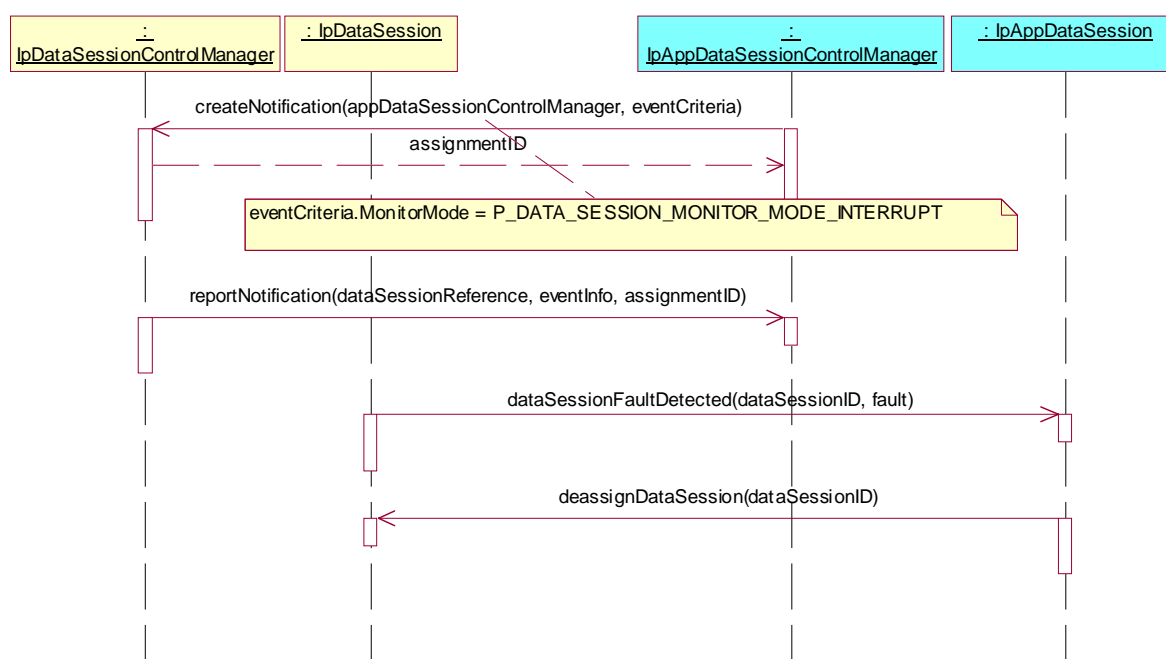 :
IpDataSessionControlManager
: IpDataSession
:
IpAppDataSessionControlManager
: IpAppDataSession
createNotification(appDataSessionControlManager, eventCriteria)
assignmentID
eventCriteria.MonitorMode = P_DATA_SESSION_MONITOR_MODE_INTERRUPT
reportNotification(dataSessionReference, eventInfo, assignmentID)
dataSessionFaultDetected(dataSessionID, fault)
deassignDataSession(dataSessionID)